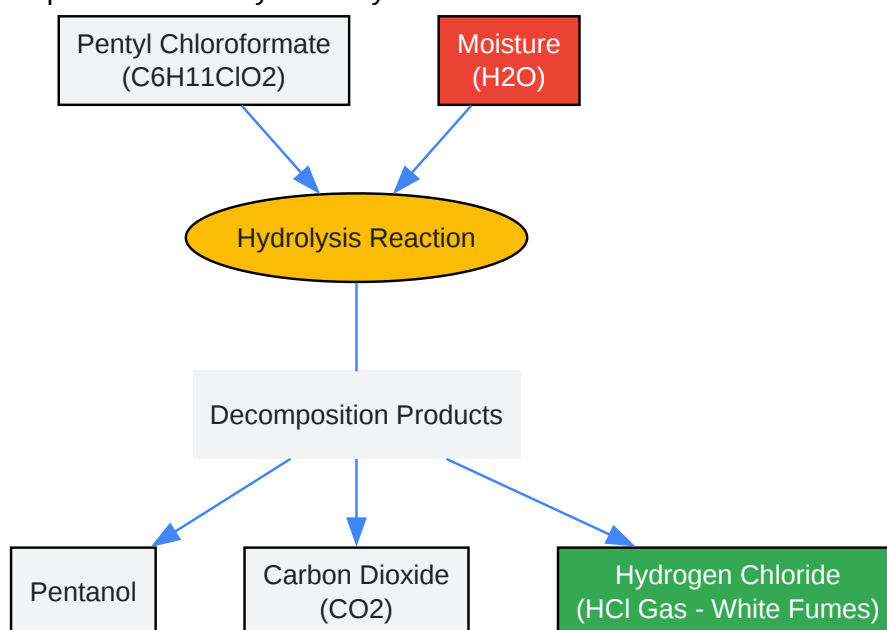 Pentyl Chloroformate
(C6H11ClO2)
Moisture
(H2O)
Hydrolysis Reaction
Decomposition Products
Pentanol
Carbon Dioxide
(CO2)
Hydrogen Chloride
(HCl Gas - White Fumes)